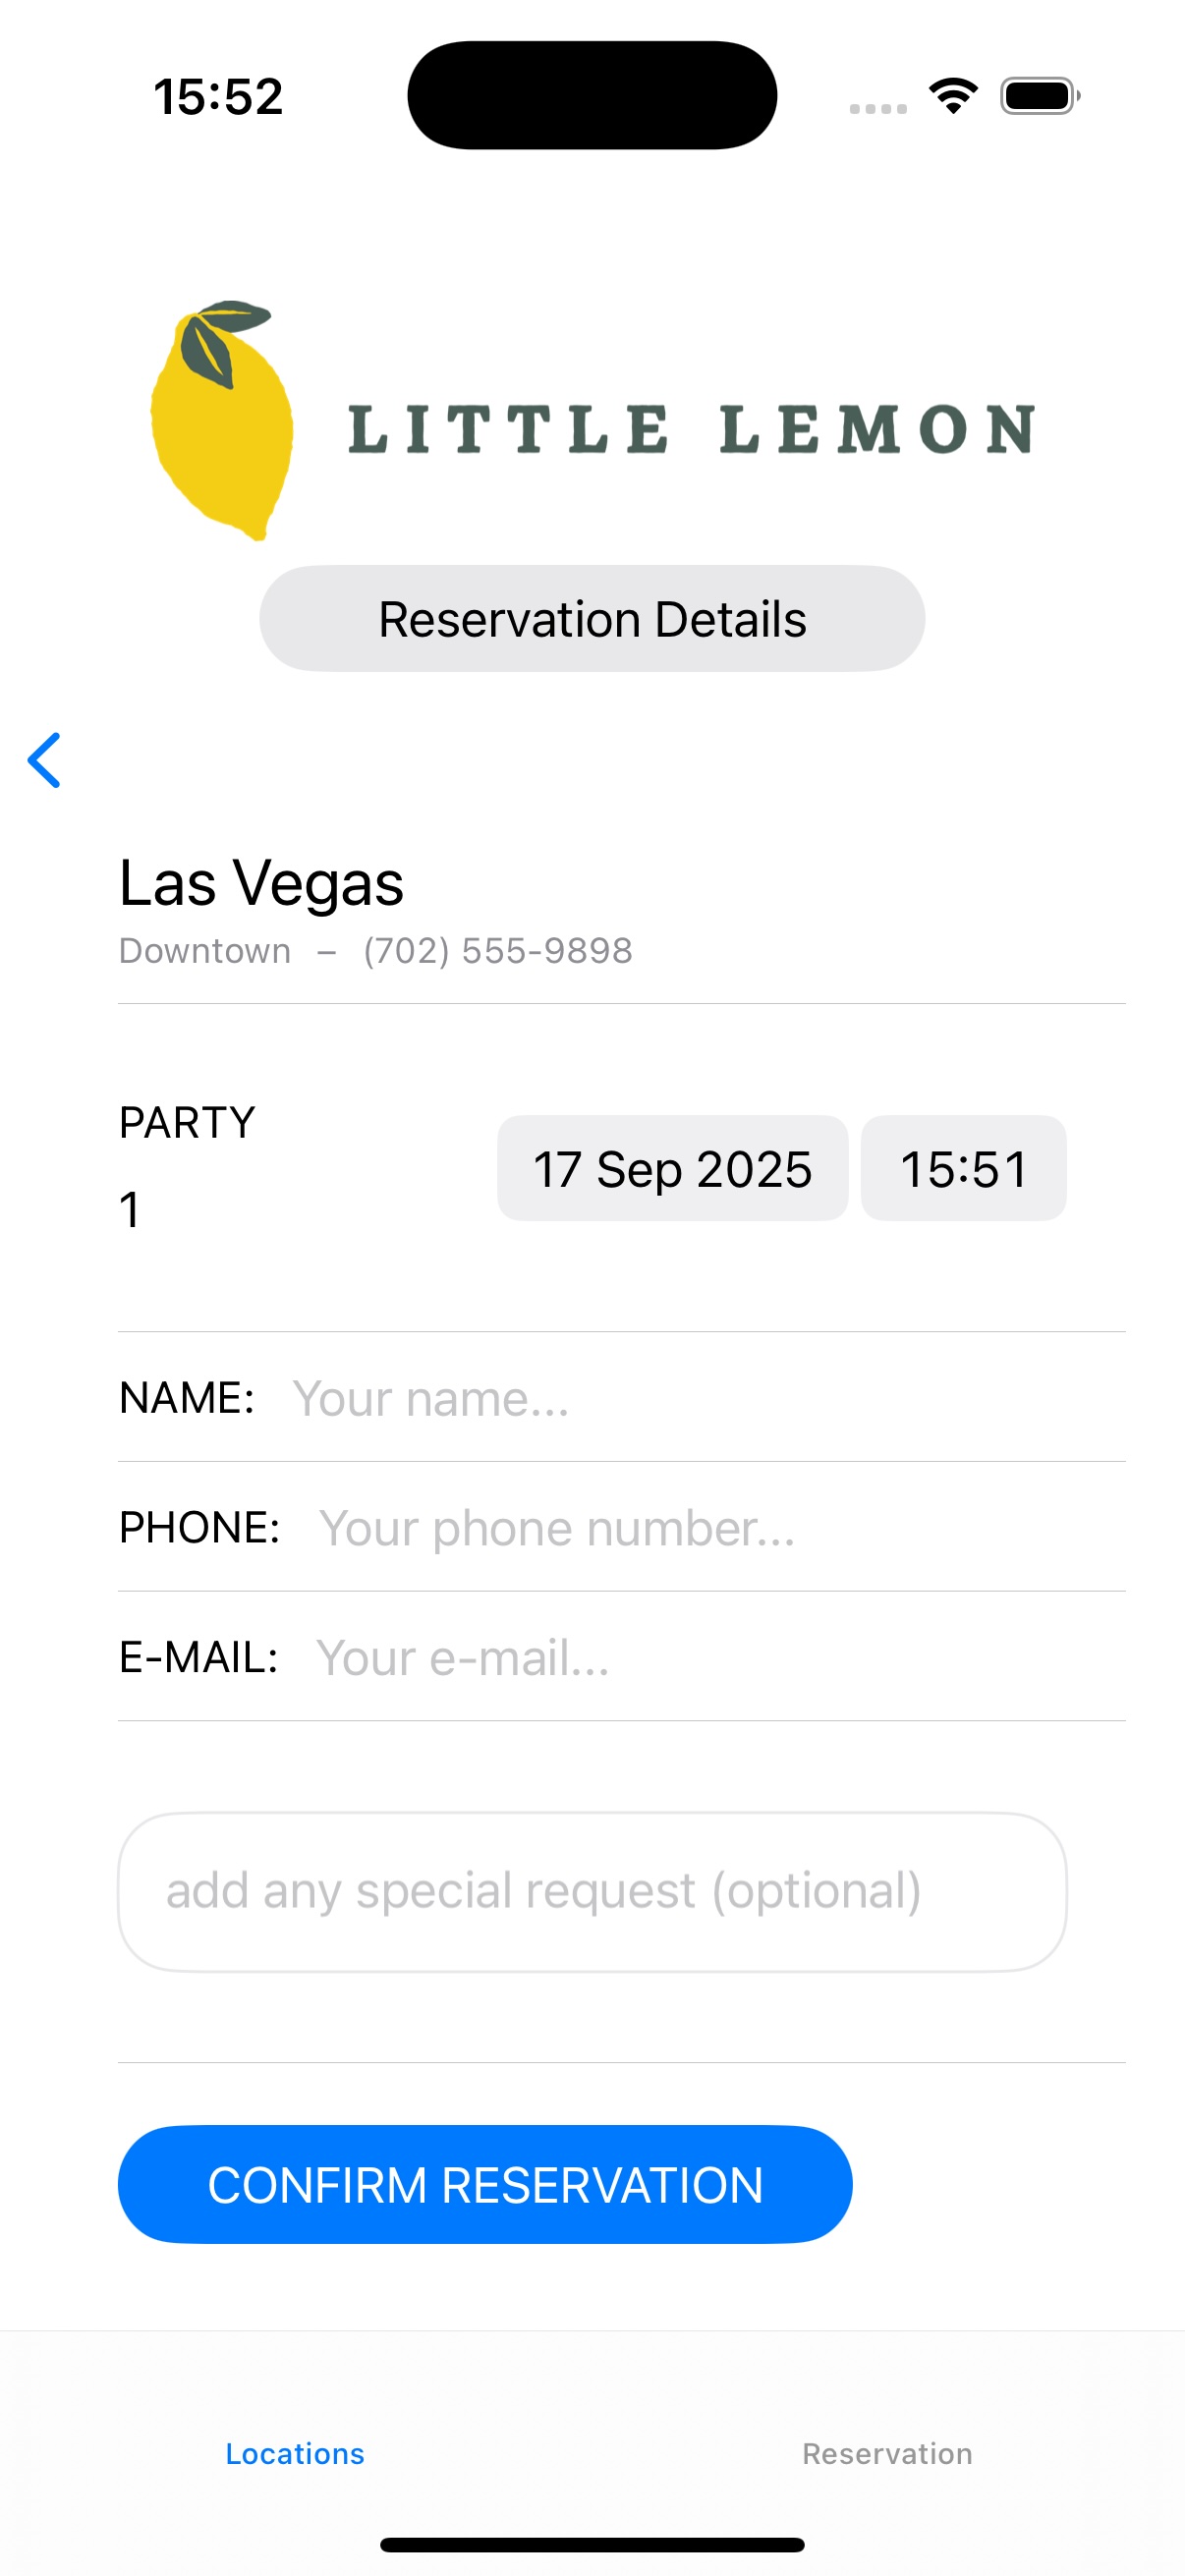 15:52
LITTLE LEMON
Reservation Details
Las Vegas
Downtown – (702) 555-9898
PARTY
1
17 Sep 2025 15:51
NAME: Your name...
PHONE: Your phone number...
E-MAIL: Your e-mail...
add any special request (optional)
CONFIRM RESERVATION
Locations Reservation